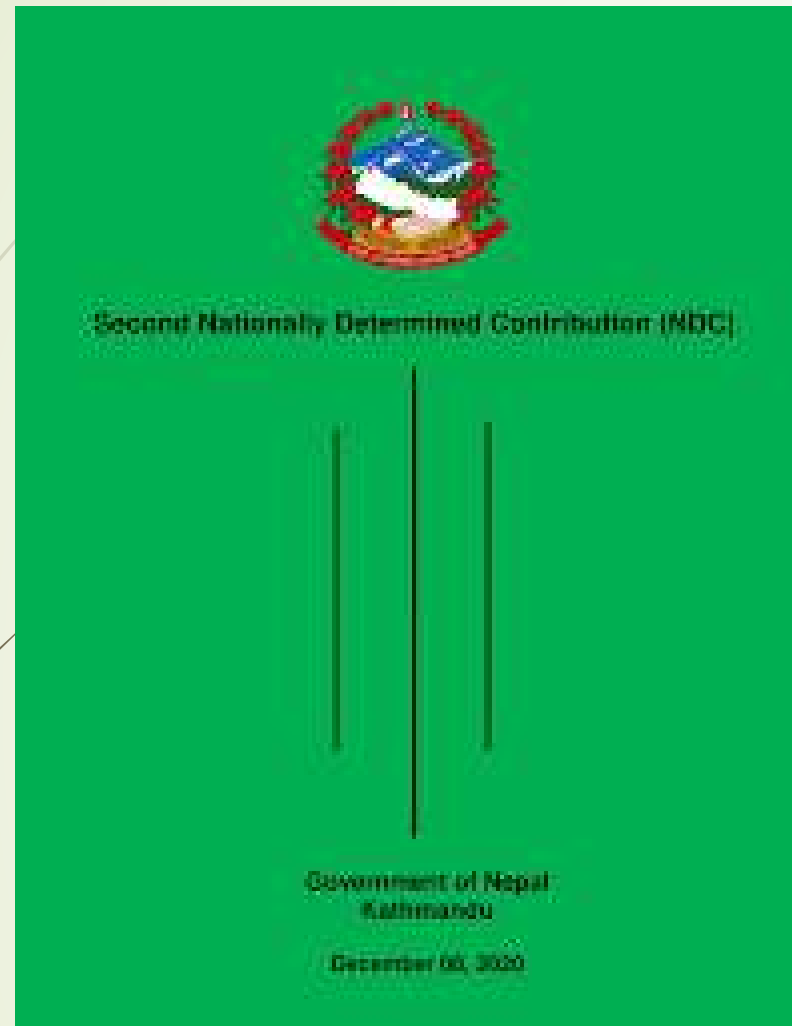 Second Nationally Determined Contribution (NDC)
Government of Nepal
Kathmandu
December 08, 2020